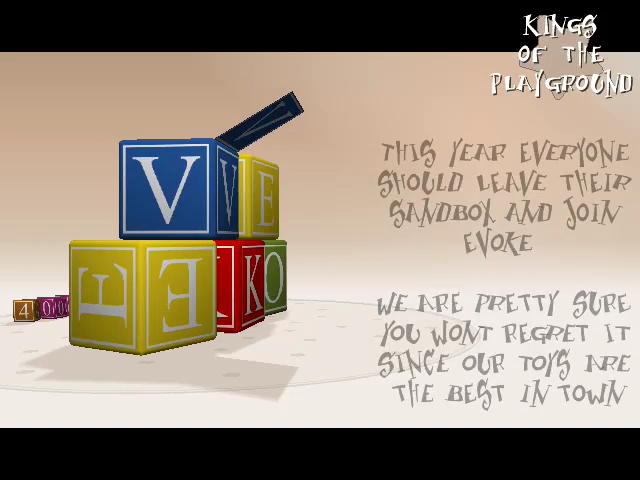 KINGS
OF THE
PLAYGROUND
THIS YEAR EVERYONE
SHOULD LEAVE THEIR
SANDBOX AND JOIN
EVOKE
WE ARE PRETTY SURE
YOU WONT REGRET IT
SINCE OUR TOYS ARE
THE BEST IN TOWN
V
V
V
E
E
E
K
O
4